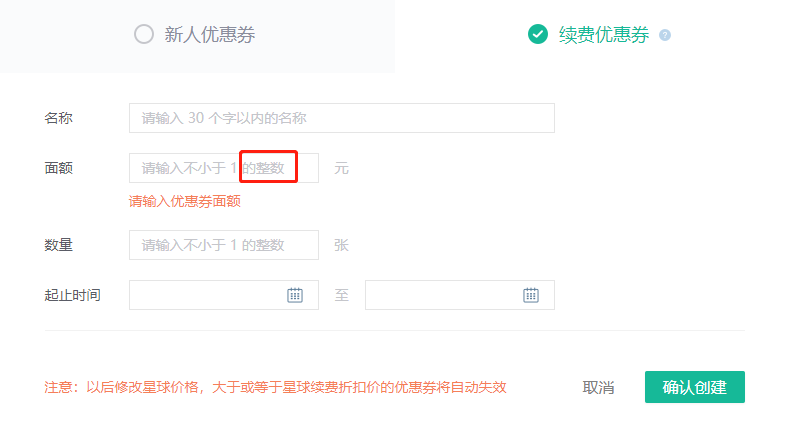 新人优惠券 续费优惠券 ?
名称 请输入 30 个字以内的名称
面额 请输入不小于 1 的整数 元
请输入优惠券面额
数量 请输入不小于 1 的整数 张
起止时间 至
注意：以后修改星球价格，大于或等于星球续费折扣价的优惠券将自动失效 取消 确认创建